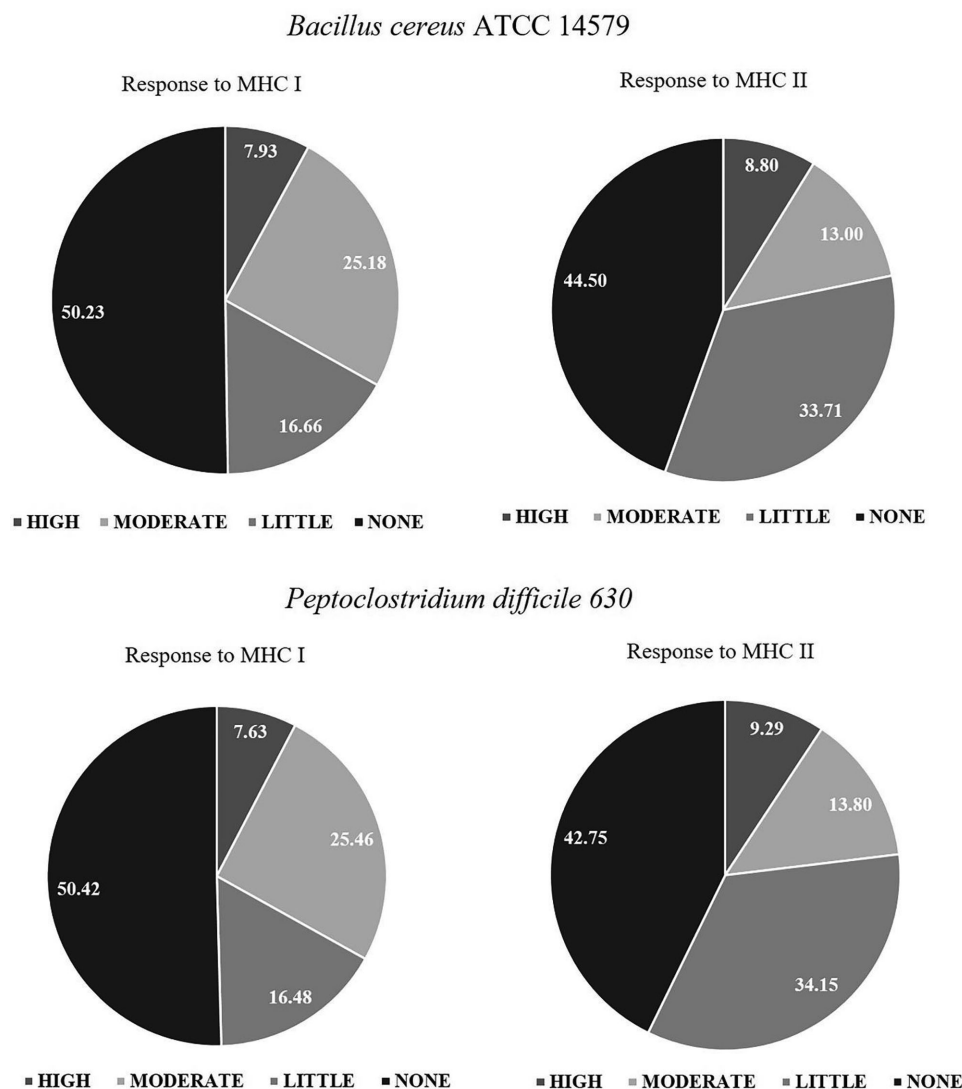 Bacillus cereus ATCC 14579
Response to MHC I
7.93
25.18
16.66
50.23
■ HIGH ■ MODERATE ■ LITTLE ■ NONE
Response to MHC II
8.80
13.00
33.71
44.50
■ HIGH ■ MODERATE ■ LITTLE ■ NONE
Peptoclostridium difficile 630
Response to MHC I
7.63
25.46
16.48
50.42
■ HIGH ■ MODERATE ■ LITTLE ■ NONE
Response to MHC II
9.29
13.80
34.15
42.75
■ HIGH ■ MODERATE ■ LITTLE ■ NONE